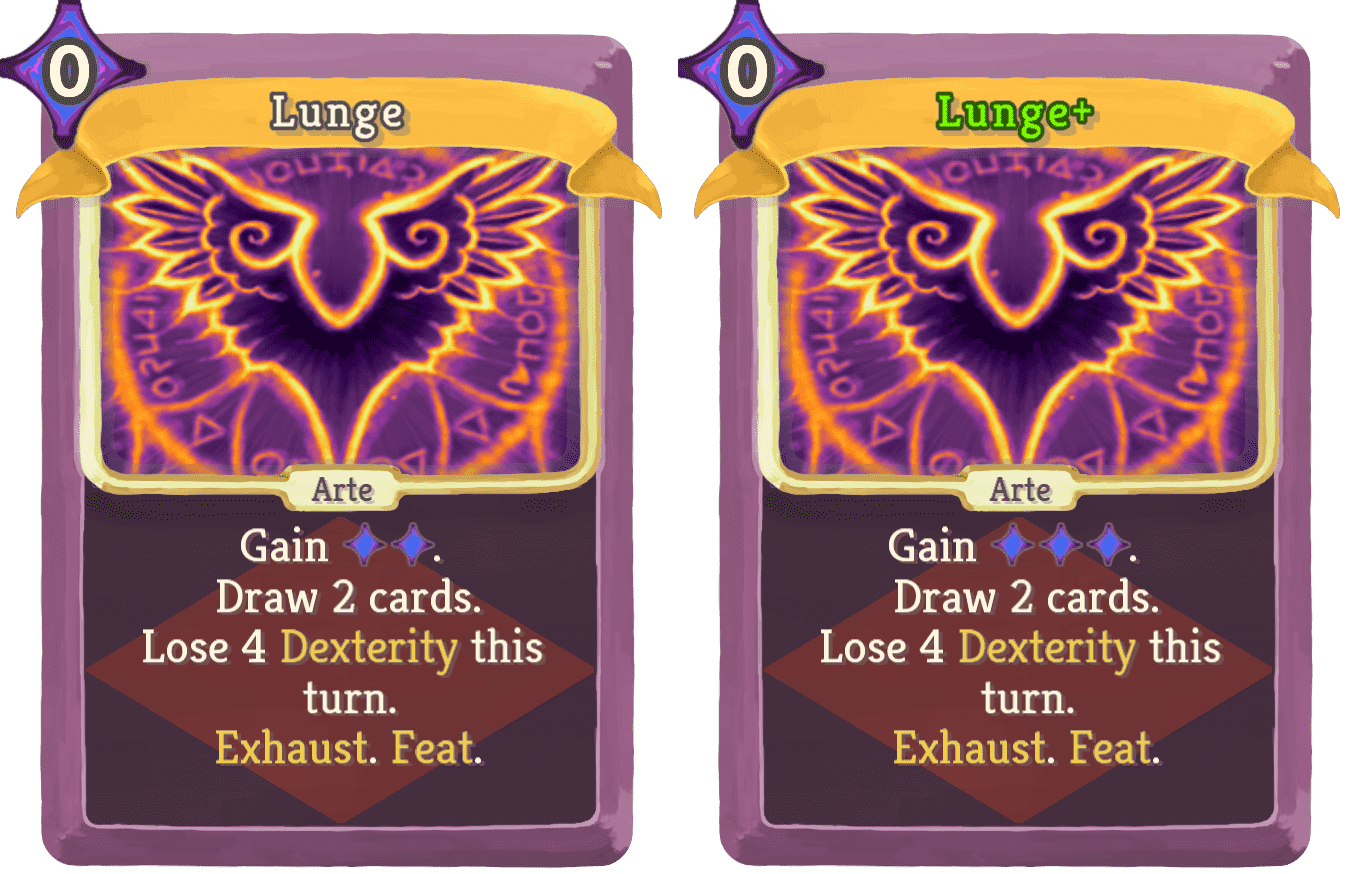 0
Lunge
Arte
Gain
.
Draw 2 cards.
Lose 4 Dexterity this
turn.
Exhaust. Feat.
0
Lunge+
Arte
Gain
.
Draw 2 cards.
Lose 4 Dexterity this
turn.
Exhaust. Feat.